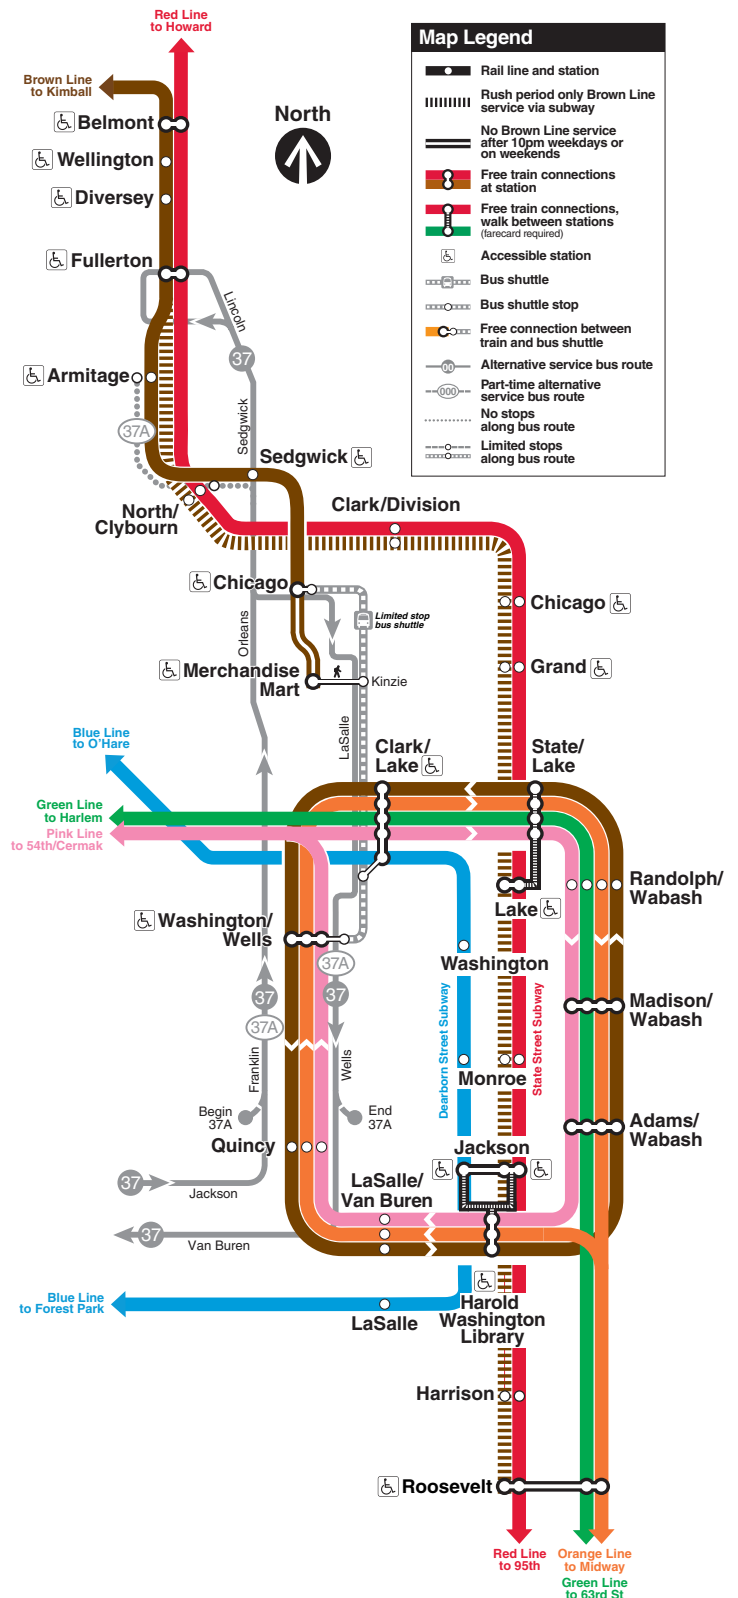 Red Line
to Howard
Brown Line
to Kimball
Belmont
Wellington
Diversey
Fullerton
North
Map Legend
Rail line and station
Rush period only Brown Line
service via subway
No Brown Line service
after 10pm weekdays or
on weekends
Free train connections
at station
Free train connections,
walk between stations
(farecard required)
Accessible station
Bus shuttle
Bus shuttle stop
Free connection between
train and bus shuttle
00
Alternative service bus route
000
Part-time alternative
service bus route
No stops
along bus route
Limited stops
along bus route
Lincoln
37
Armitage
37A
Sedgwick
Sedgwick
North/
Clybourn
Clark/Division
Chicago
Limited stop
bus shuttle
Chicago
Orleans
Merchandise
Mart
Kinzie
Grand
LaSalle
Blue Line
to O'Hare
Clark/
Lake
State/
Lake
Green Line
to Harlem
Pink Line
to 54th/Cermak
Randolph/
Wabash
Lake
Washington/
Wells
Washington
37A
37
37
37A
Madison/
Wabash
Dearborn Street Subway
State Street Subway
Franklin
Wells
Monroe
Begin
37A
End
37A
Adams/
Wabash
Quincy
Jackson
37
Jackson
LaSalle/
Van Buren
37
Van Buren
Blue Line
to Forest Park
LaSalle
Harold
Washington
Library
Harrison
Roosevelt
Red Line
to 95th
Orange Line
to Midway
Green Line
to 63rd St